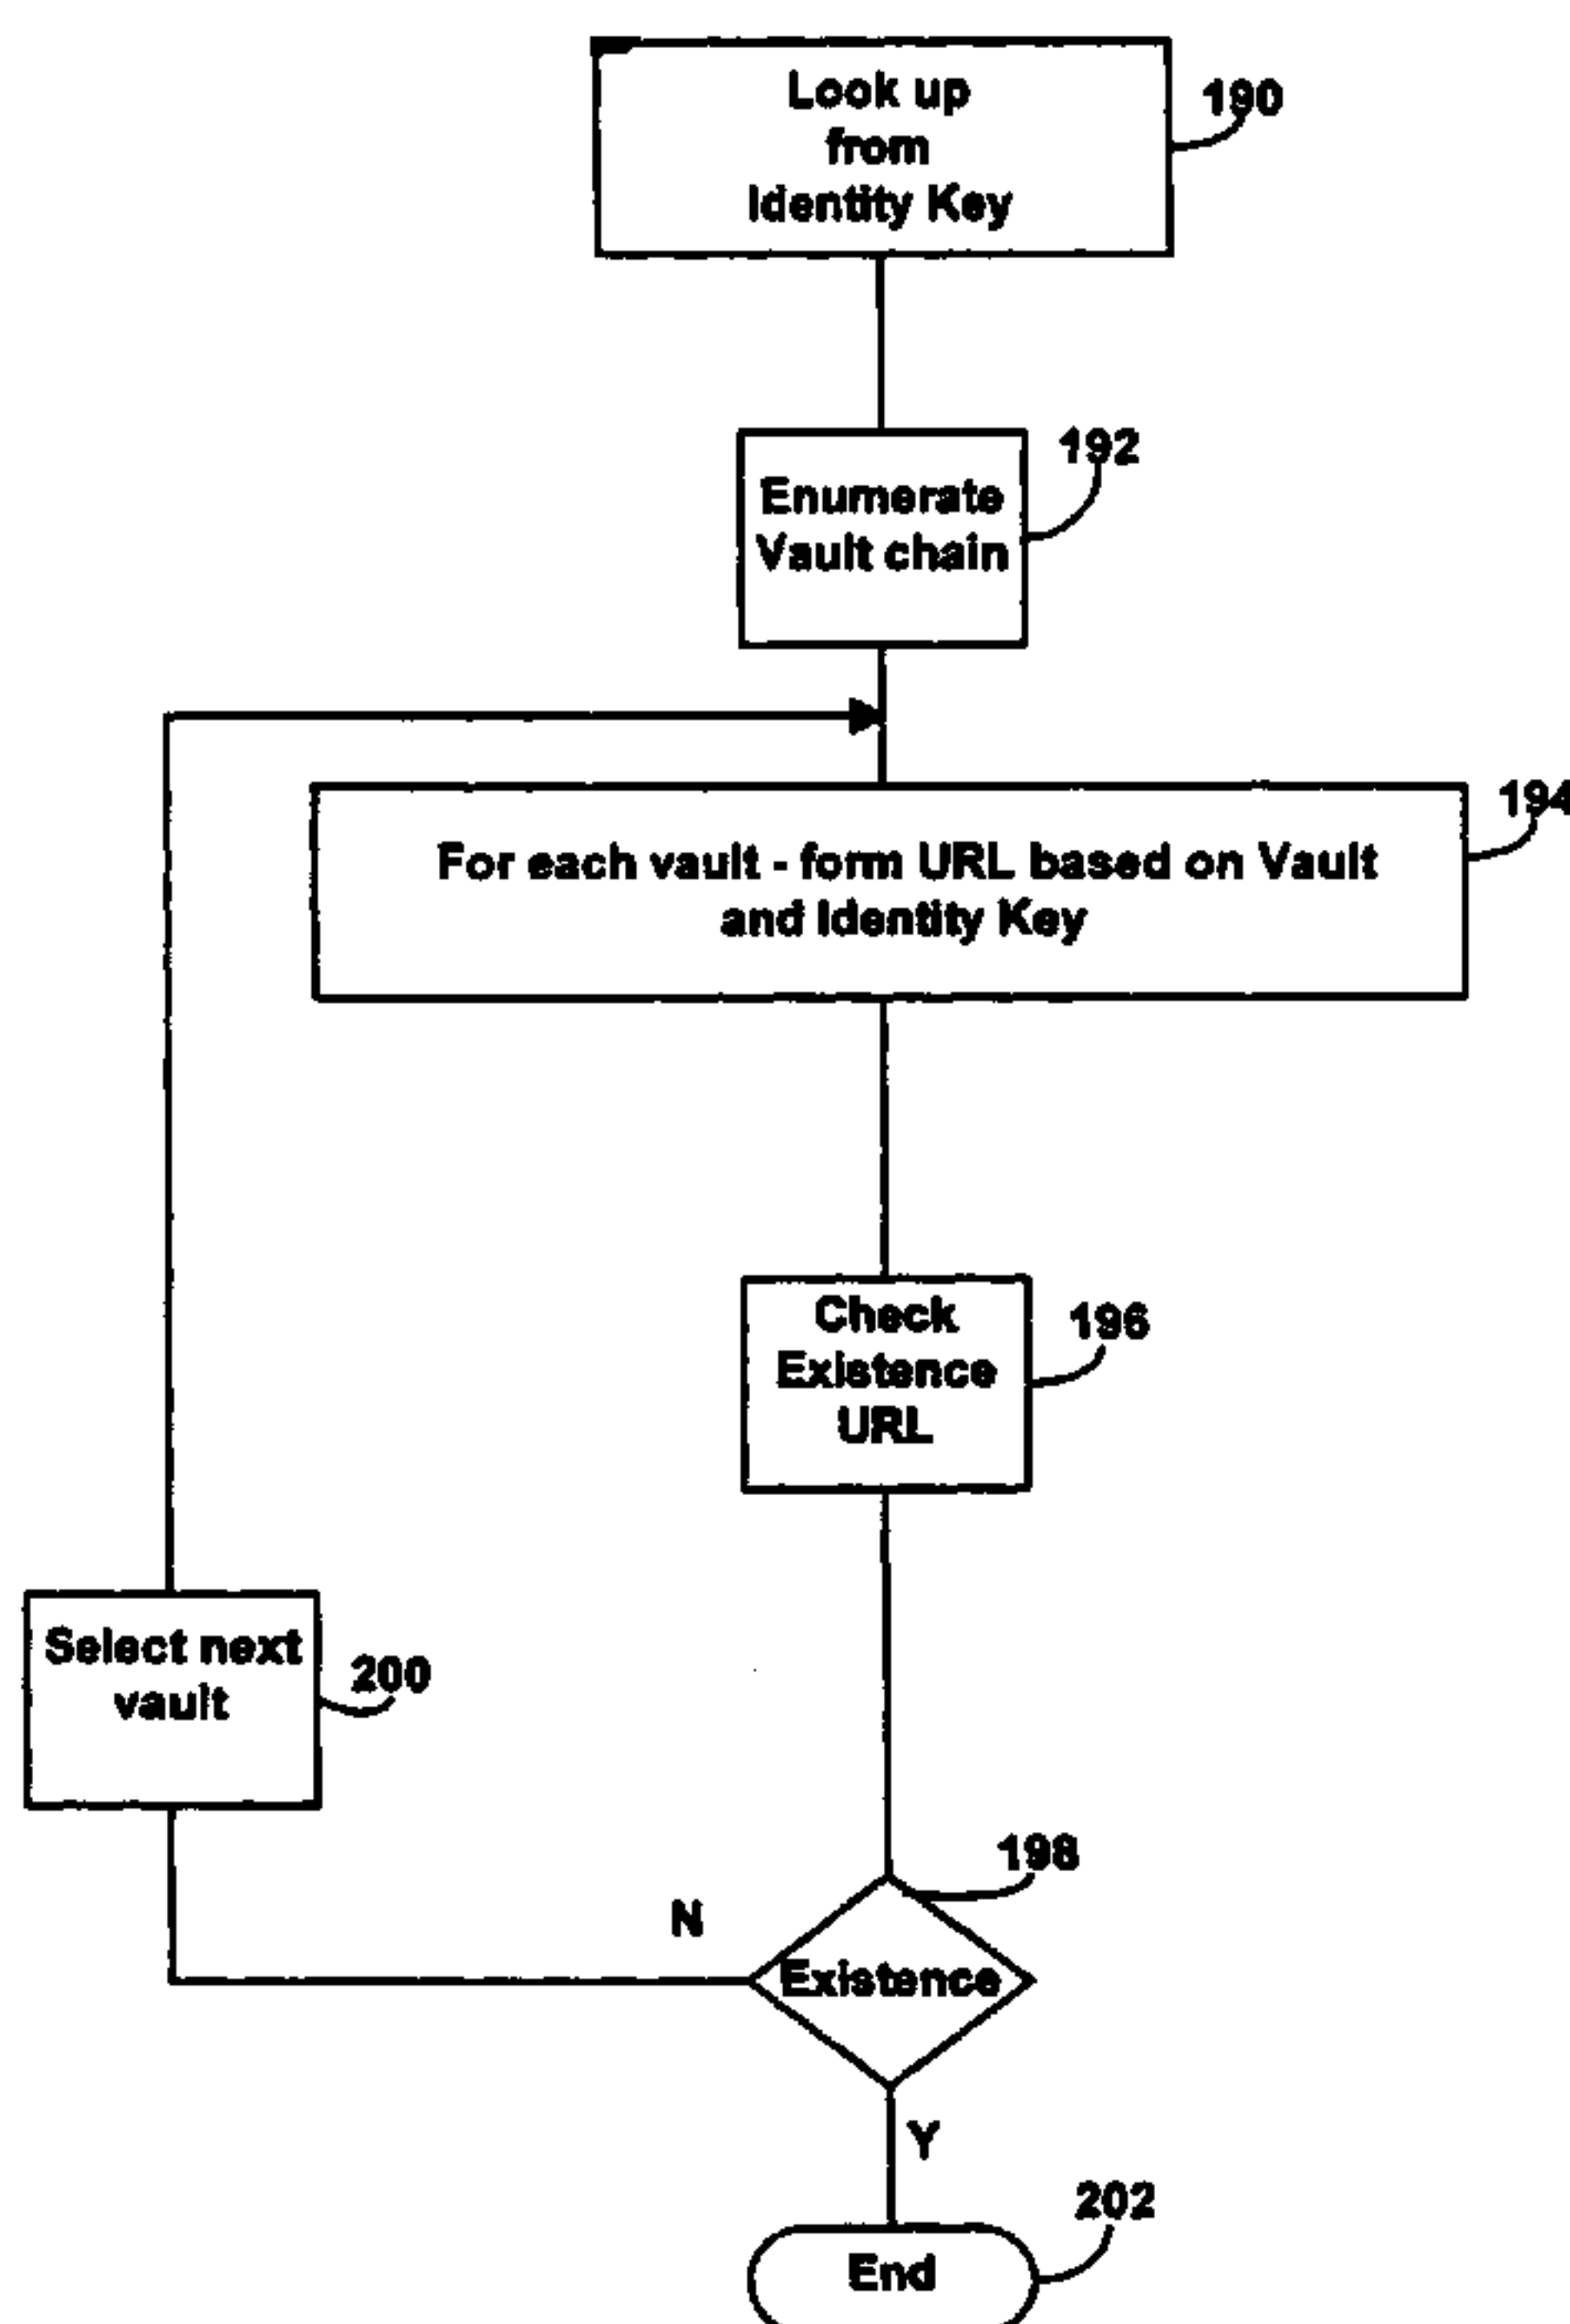 Look up
from
Identity Key
190
Enumerate
Vault chain
192
For each vault - form URL based on Vault
and Identity Key
194
Check
Existence
URL
196
Select next
vault
200
198
N
Existence
Y
202
End